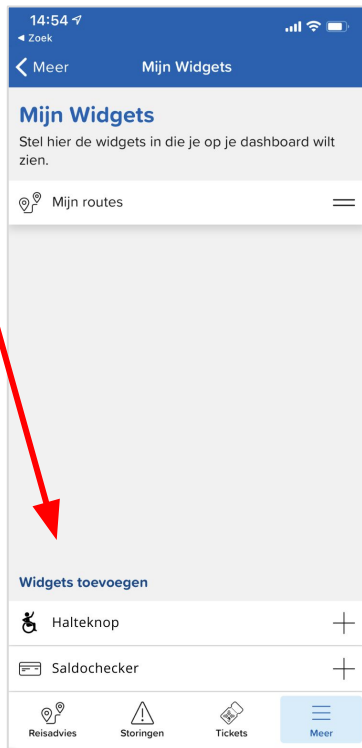 14:54
◀ Zoek
Meer
Mijn Widgets
Mijn Widgets
Stel hier de widgets in die je op je dashboard wilt
zien.
Mijn routes
Widgets toevoegen
Halteknop
Saldochecker
Reisadvies
Storingen
Tickets
Meer